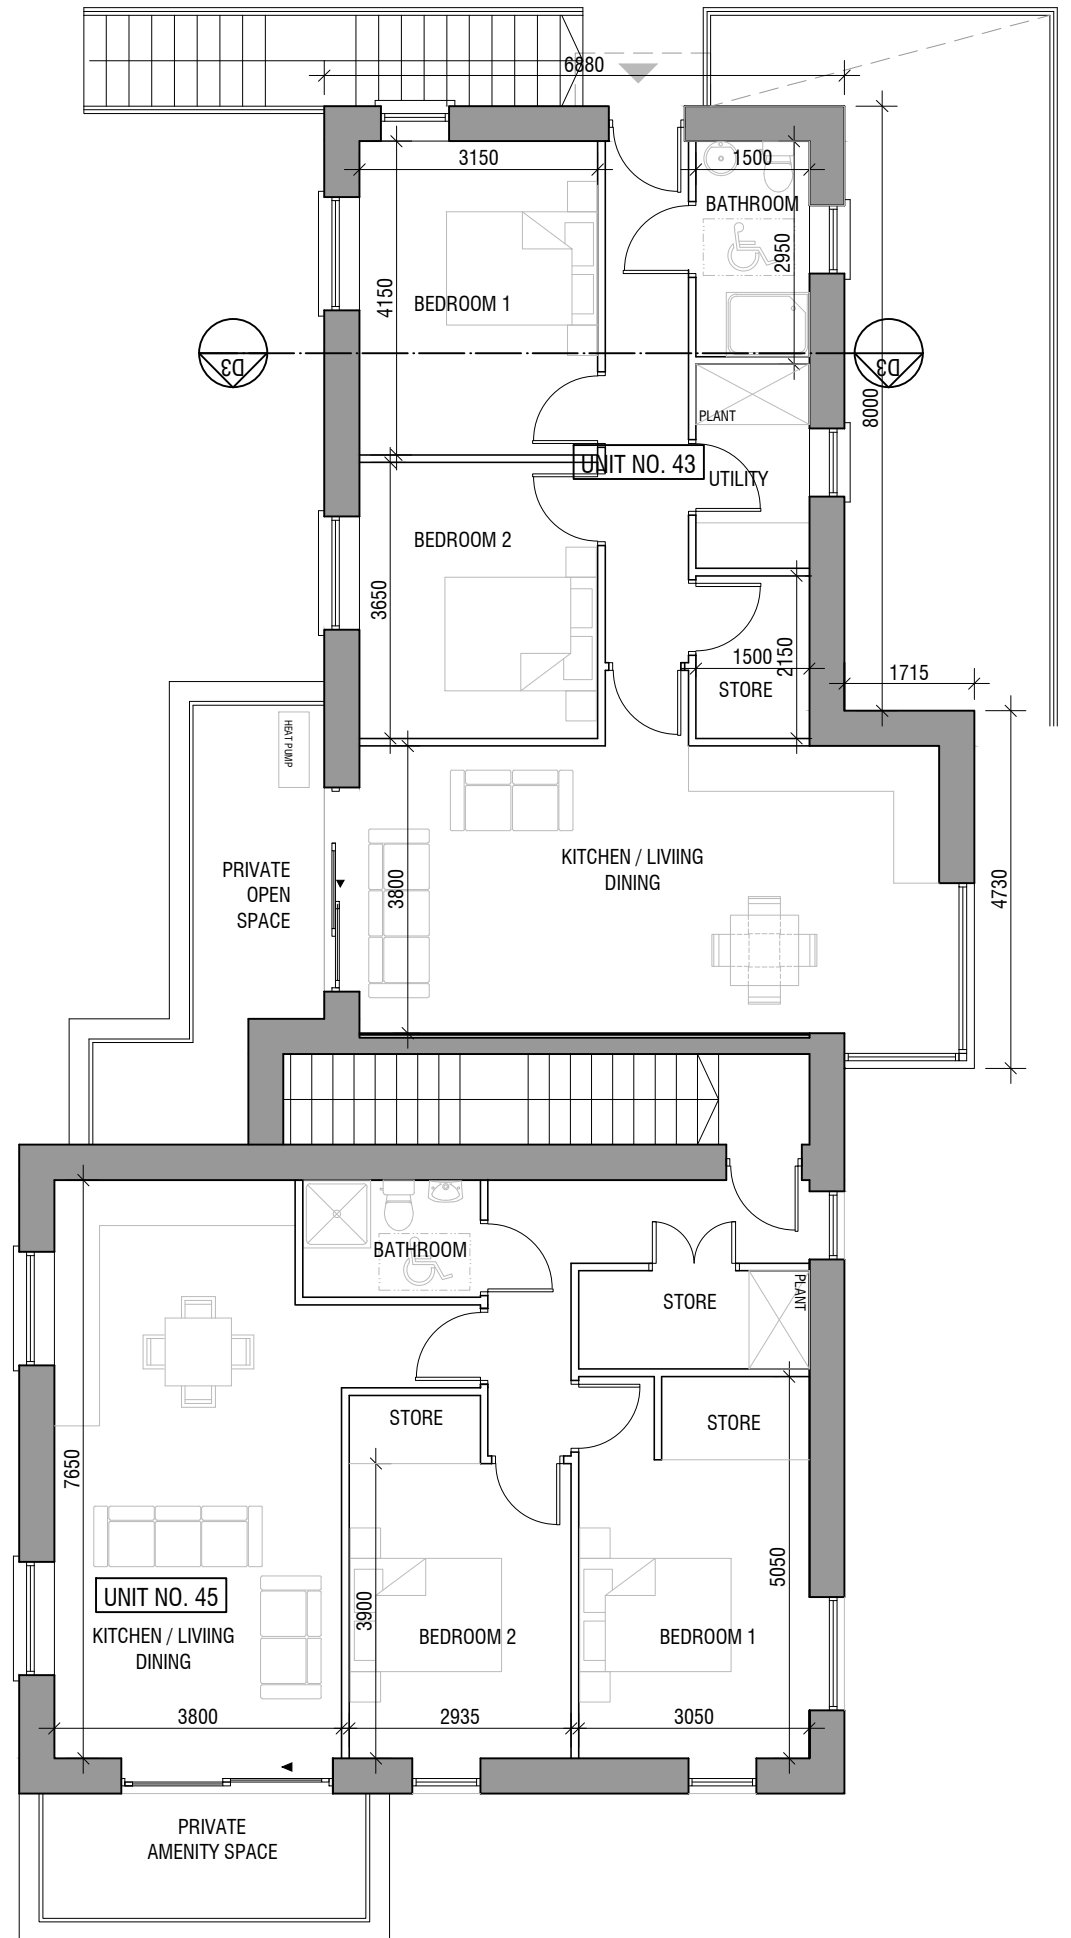 6880
3150
1500
BATHROOM
2950
4150
BEDROOM 1
D3
D3
8000
PLANT
UNIT NO. 43
UTILITY
BEDROOM 2
3650
1500
2150
STORE
1715
HEAT PUMP
KITCHEN / LIVIING
DINING
PRIVATE
OPEN
SPACE
3800
4730
BATHROOM
PLANT
STORE
STORE
STORE
7650
5050
3900
UNIT NO. 45
KITCHEN / LIVIING
DINING
BEDROOM 2
BEDROOM 1
3800
2935
3050
PRIVATE
AMENITY SPACE